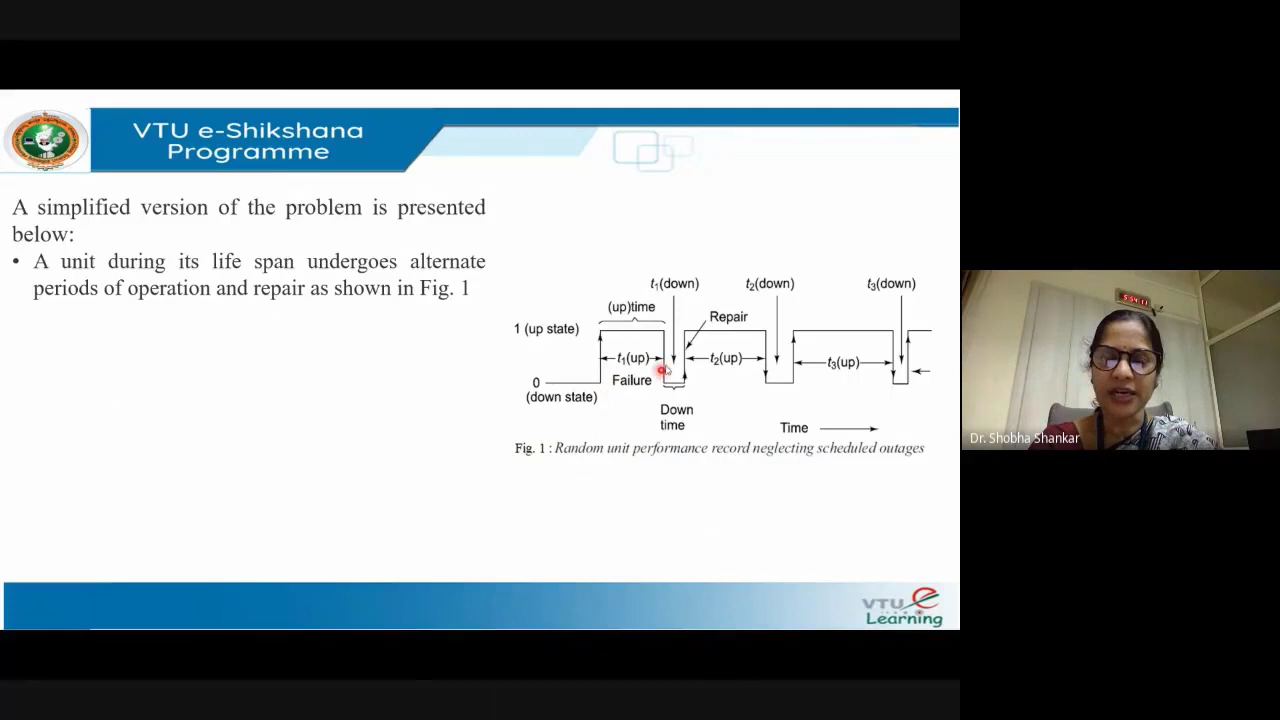 VTU e-Shikshana
Programme
A simplified version of the problem is presented
below:
• A unit during its life span undergoes alternate
periods of operation and repair as shown in Fig. 1
t1(down)
t2(down)
t3(down)
(up)time
Repair
1 (up state)
t1(up)
t2(up)
t3(up)
0
(down state)
Failure
Down
time
Time
Fig. 1 : Random unit performance record neglecting scheduled outages
Dr. Shobha Shankar
VTU e
Learning